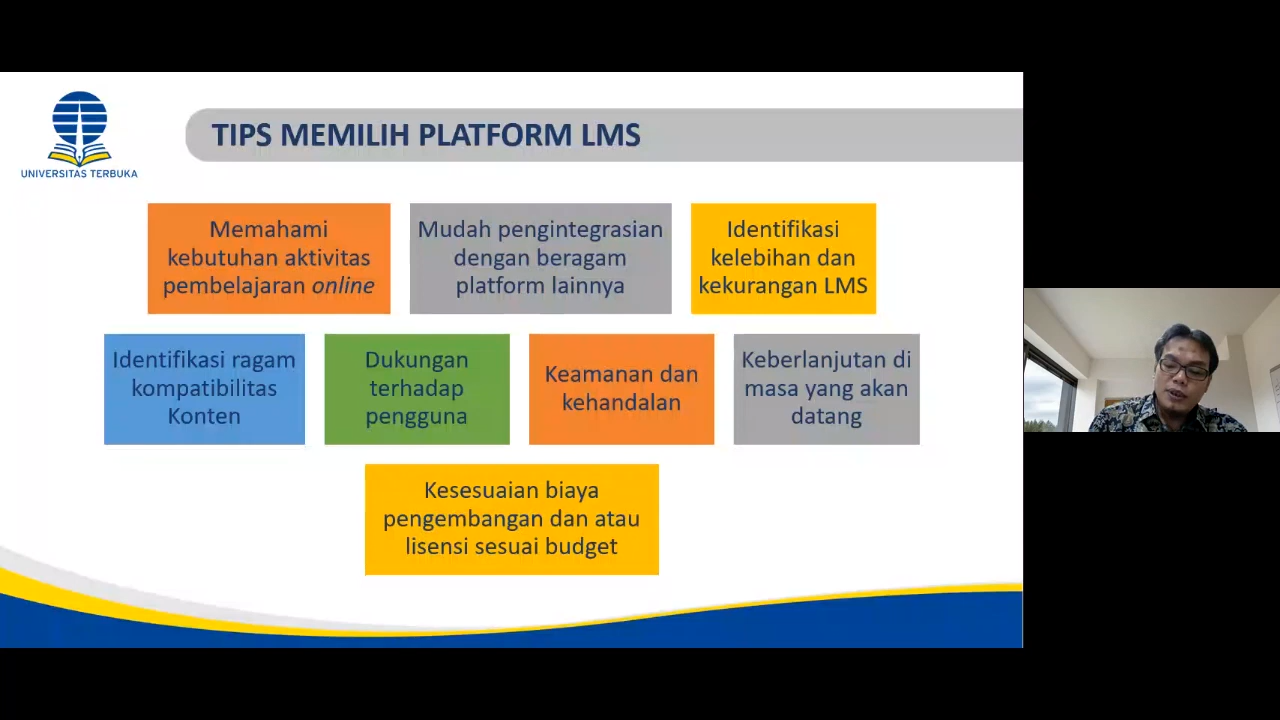 UNIVERSITAS TERBUKA
TIPS MEMILIH PLATFORM LMS
Memahami
kebutuhan aktivitas
pembelajaran online
Mudah pengintegrasian
dengan beragam
platform lainnya
Identifikasi
kelebihan dan
kekurangan LMS
Identifikasi ragam
kompatibilitas
Konten
Dukungan
terhadap
pengguna
Keamanan dan
kehandalan
Keberlanjutan di
masa yang akan
datang
Kesesuaian biaya
pengembangan dan atau
lisensi sesuai budget